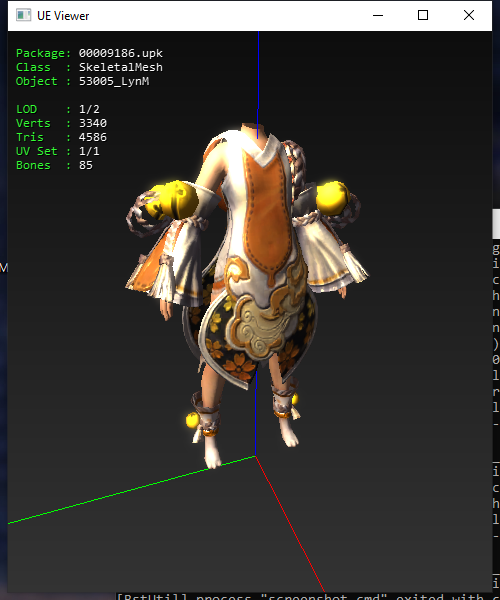 UE Viewer
Package: 00009186.upk
Class  : SkeletalMesh
Object : 53005_LynM
LOD    : 1/2
Verts  : 3340
Tris   : 4586
UV Set : 1/1
Bones  : 85
M
g
i
c
h
n
n
)
0
l
r
l
-
i
c
h
l
-
i
[RstUtil] process "screenshot.cmd" exited with c